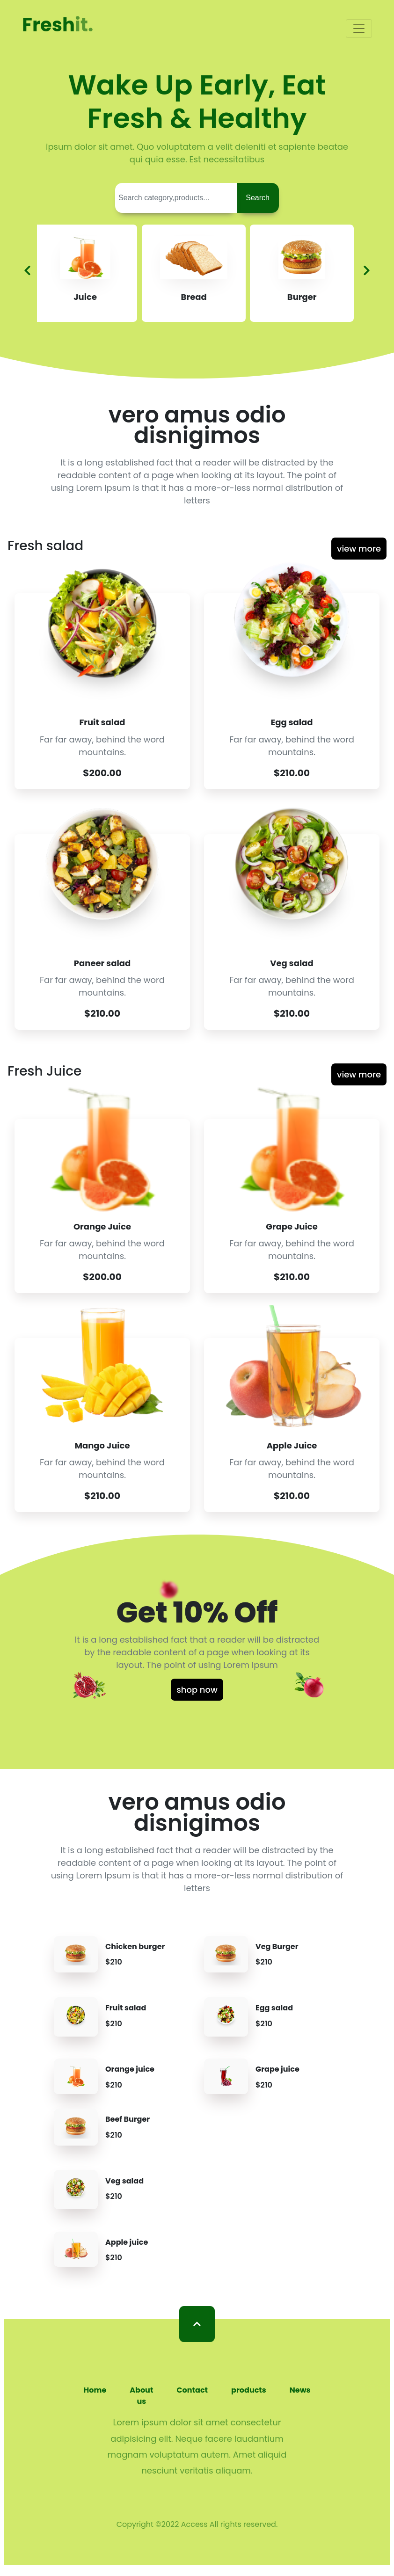 Freshit.
Wake Up Early, Eat
Fresh & Healthy
ipsum dolor sit amet. Quo voluptatem a velit deleniti et sapiente beatae
qui quia esse. Est necessitatibus
Search category,products...
Search
Juice
Bread
Burger
vero amus odio
disnigimos
It is a long established fact that a reader will be distracted by the
readable content of a page when looking at its layout. The point of
using Lorem Ipsum is that it has a more-or-less normal distribution of
letters
Fresh salad
view more
Fruit salad
Far far away, behind the word
mountains.
$200.00
Egg salad
Far far away, behind the word
mountains.
$210.00
Paneer salad
Far far away, behind the word
mountains.
$210.00
Veg salad
Far far away, behind the word
mountains.
$210.00
Fresh Juice
view more
Orange Juice
Far far away, behind the word
mountains.
$200.00
Grape Juice
Far far away, behind the word
mountains.
$210.00
Mango Juice
Far far away, behind the word
mountains.
$210.00
Apple Juice
Far far away, behind the word
mountains.
$210.00
Get 10% Off
It is a long established fact that a reader will be distracted
by the readable content of a page when looking at its
layout. The point of using Lorem Ipsum
shop now
vero amus odio
disnigimos
It is a long established fact that a reader will be distracted by the
readable content of a page when looking at its layout. The point of
using Lorem Ipsum is that it has a more-or-less normal distribution of
letters
Chicken burger
$210
Veg Burger
$210
Fruit salad
$210
Egg salad
$210
Orange juice
$210
Grape juice
$210
Beef Burger
$210
Veg salad
$210
Apple juice
$210
Home
About
us
Contact
products
News
Lorem ipsum dolor sit amet consectetur
adipisicing elit. Neque facere laudantium
magnam voluptatum autem. Amet aliquid
nesciunt veritatis aliquam.
Copyright ©2022 Access All rights reserved.